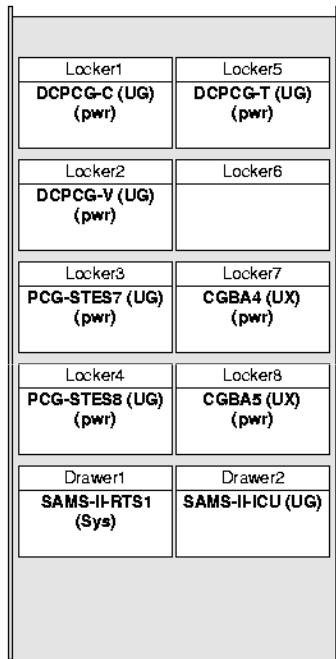 Locker1
DCPCG-C (UG)
(pwr)
Locker5
DCPCG-T (UG)
(pwr)
Locker2
DCPCG-V (UG)
(pwr)
Locker6
Locker3
PCG-STES7 (UG)
(pwr)
Locker7
CGBA4 (UX)
(pwr)
Locker4
PCG-STES8 (UG)
(pwr)
Locker8
CGBA5 (UX)
(pwr)
Drawer1
SAMS-II-RTS1
(Sys)
Drawer2
SAMS-II-ICU (UG)